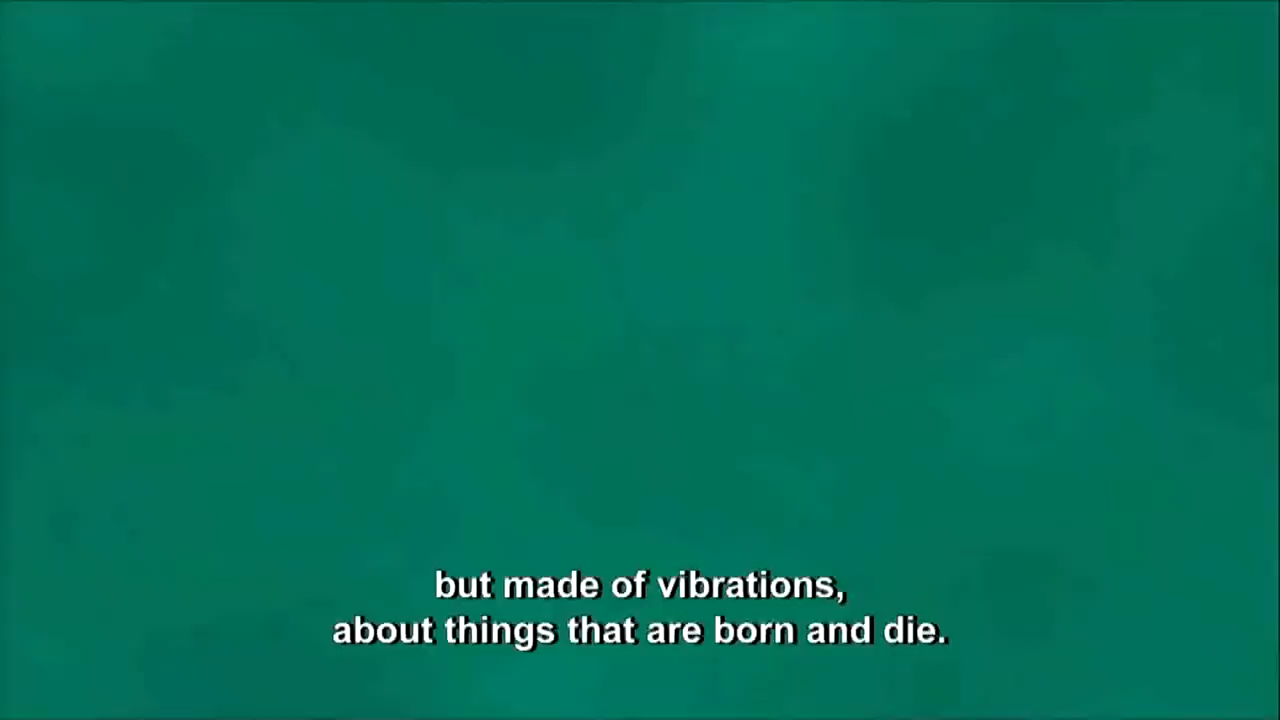 but made of vibrations,
about things that are born and die.